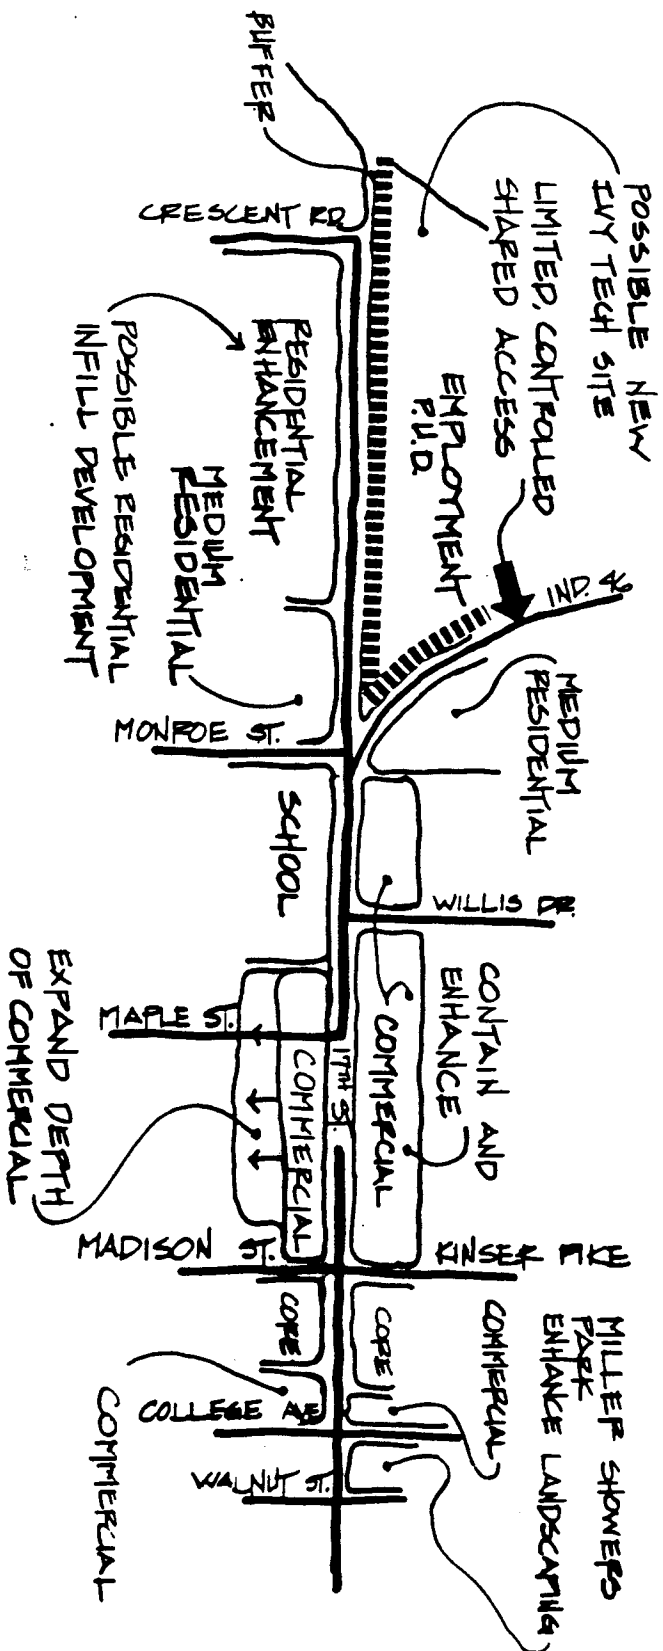 POSSIBLE NEW
IVY TECH SITE
LIMITED, CONTROLLED
SHARED ACCESS
EMPLOYMENT
P.U.D.
BUFFER
CRESCENT RD.
RESIDENTIAL
ENHANCEMENT
MEDIUM
RESIDENTIAL
POSSIBLE RESIDENTIAL
INFILL DEVELOPMENT
IND. 46
MEDIUM
RESIDENTIAL
MONROE ST.
SCHOOL
WILLIS DR.
CONTAIN AND
ENHANCE
COMMERCIAL
17TH ST.
COMMERCIAL
MAPLE ST.
EXPAND DEPTH
OF COMMERCIAL
MADISON ST.
KINSER PIKE
CORE
CORE
COMMERCIAL
MILLER SHOWERS
PARK
ENHANCE LANDSCAPING
COLLEGE AVE
WALNUT ST.
COMMERCIAL